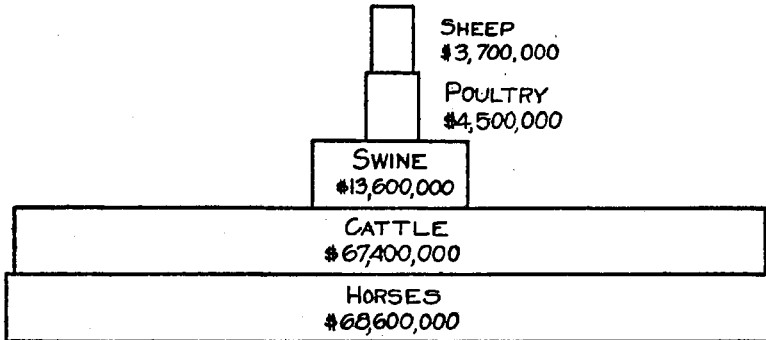 SHEEP
$3,700,000
POULTRY
$4,500,000
SWINE
$13,600,000
CATTLE
$67,400,000
HORSES
$68,600,000